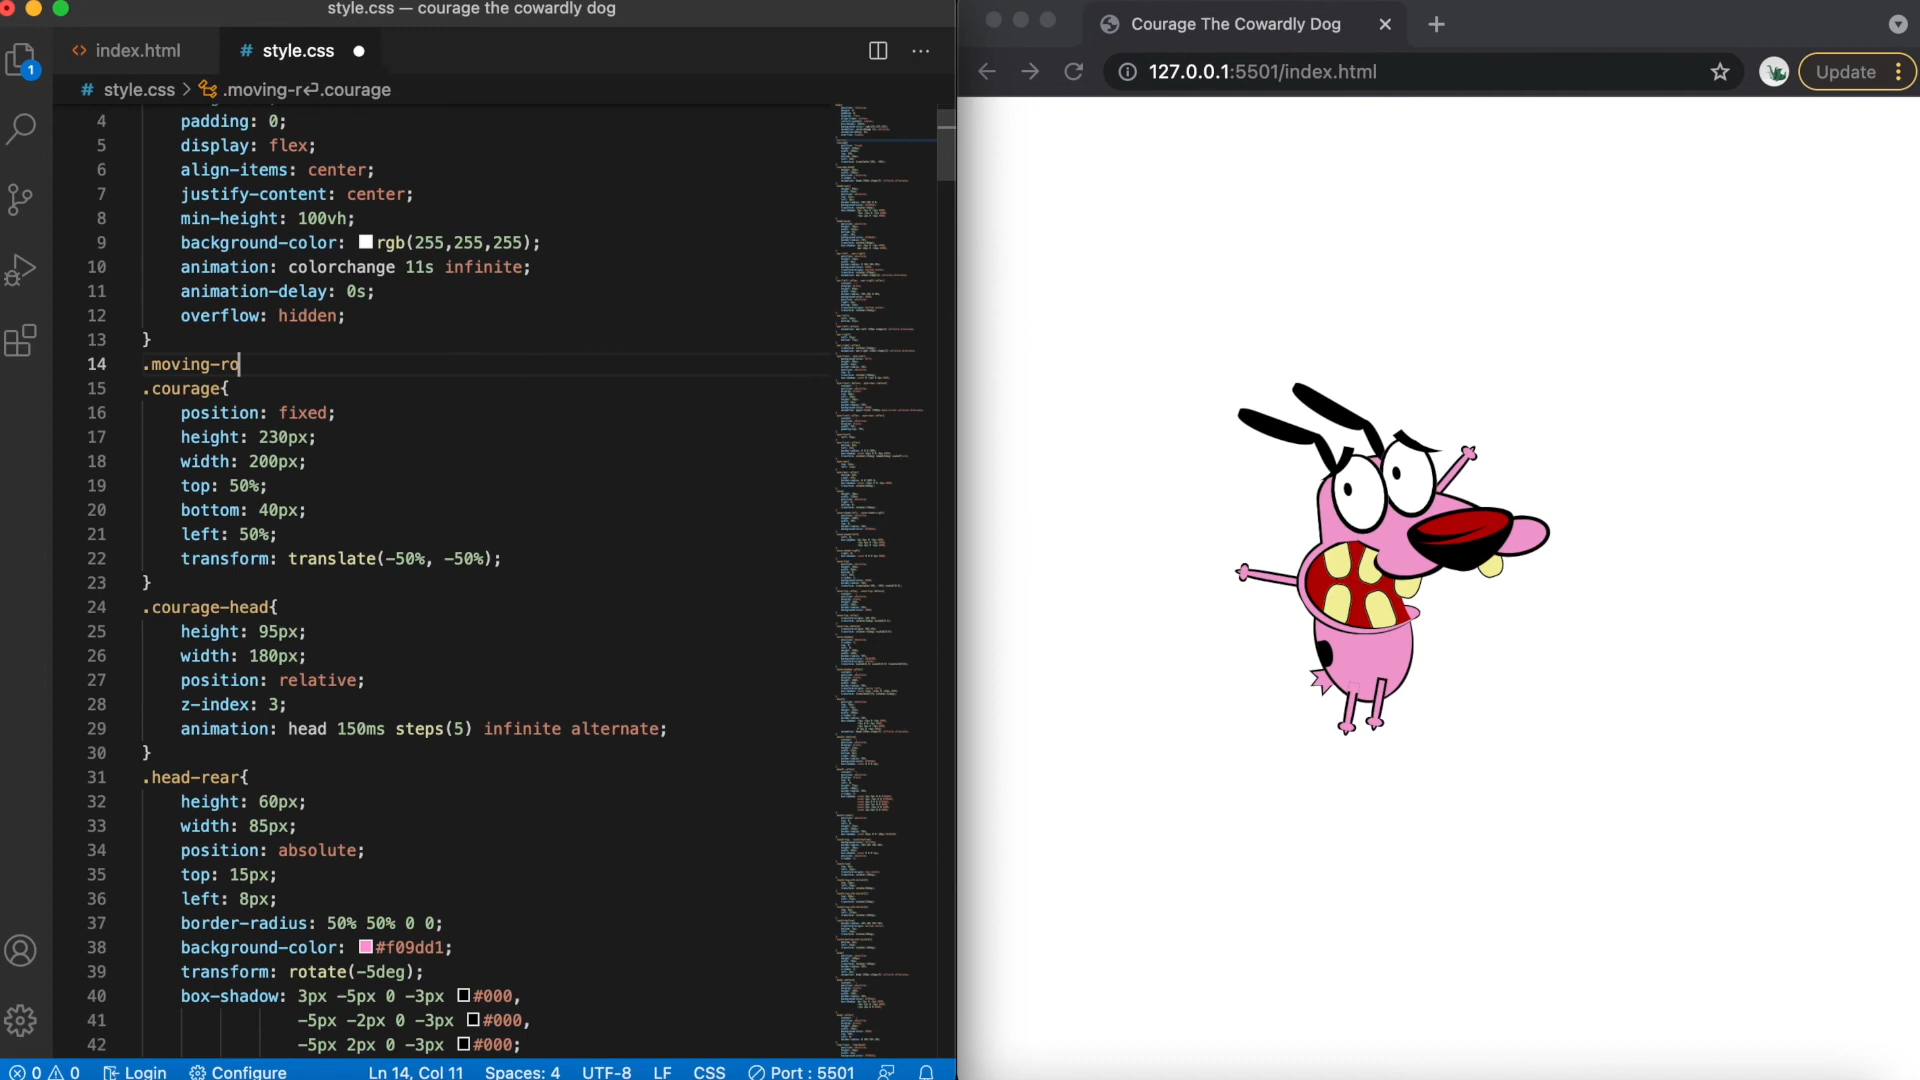 style.css — courage the cowardly dog
index.html
# style.css
# style.css > .moving-r↵.courage
1
4 padding: 0;
5 display: flex;
6 align-items: center;
7 justify-content: center;
8 min-height: 100vh;
9 background-color: rgb(255,255,255);
10 animation: colorchange 11s infinite;
11 animation-delay: 0s;
12 overflow: hidden;
13 }
14 .moving-ro
15 .courage{
16 position: fixed;
17 height: 230px;
18 width: 200px;
19 top: 50%;
20 bottom: 40px;
21 left: 50%;
22 transform: translate(-50%, -50%);
23 }
24 .courage-head{
25 height: 95px;
26 width: 180px;
27 position: relative;
28 z-index: 3;
29 animation: head 150ms steps(5) infinite alternate;
30 }
31 .head-rear{
32 height: 60px;
33 width: 85px;
34 position: absolute;
35 top: 15px;
36 left: 8px;
37 border-radius: 50% 50% 0 0;
38 background-color: #f09dd1;
39 transform: rotate(-5deg);
40 box-shadow: 3px -5px 0 -3px #000,
41 -5px -2px 0 -3px #000,
42 -5px 2px 0 -3px #000;
0 0 Login Configure Ln 14, Col 11 Spaces: 4 UTF-8 LF CSS Port : 5501
Courage The Cowardly Dog
127.0.0.1:5501/index.html
Update